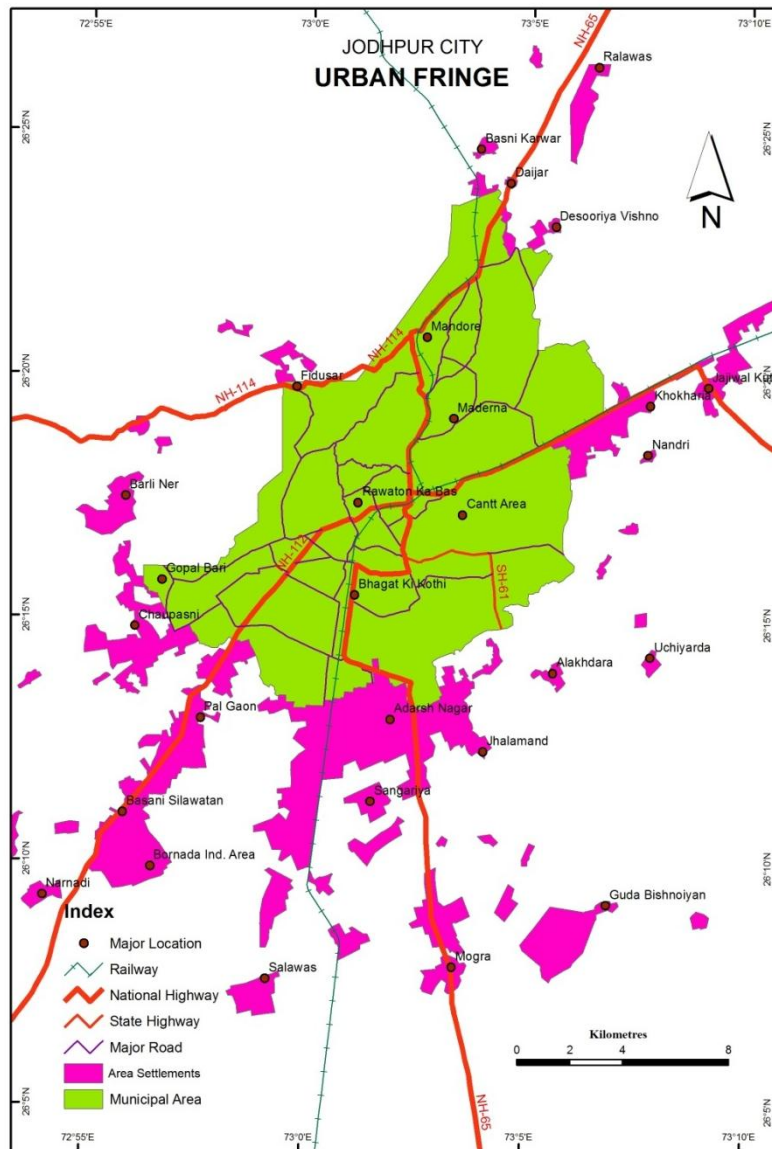 72°55'E
73°0'E
73°5'E
73°10'E
JODHPUR CITY
URBAN FRINGE
NH-65
Ralawas
26°25'N
26°25'N
Basni Karwar
Daijar
Desooriya Vishno
N
Mandore
NH-114
26°20'N
Fidusar
NH-114
Jajiwal
Khokharia
Maderna
Nandri
Barli Ner
Rawaton Ka Bas
Cantt Area
NH-112
Gopal Bari
SH-61
Bhagat Ki Kothi
26°15'N
26°15'N
Chaupasni
Uchiyarda
Alakhdara
Pal Gaon
Adarsh Nagar
Jhalamand
Sangariya
Basani Silawatan
26°10'N
26°10'N
Bornada Ind. Area
Narnadi
Guda Bishnoiyan
Index
Major Location
Mogra
Railway
Salawas
National Highway
State Highway
Major Road
Area Settlements
Municipal Area
Kilometres
0 2 4 8
26°5'N
26°5'N
NH-65
72°55'E
73°0'E
73°5'E
73°10'E